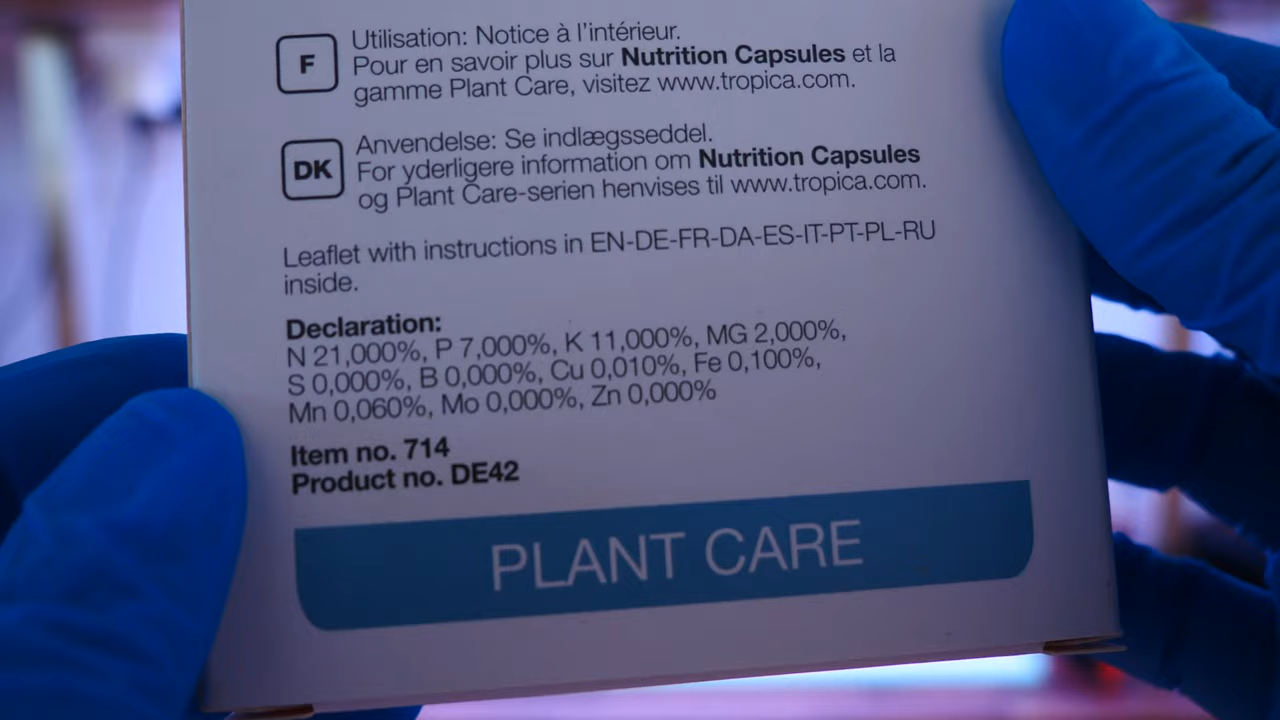 F
Utilisation: Notice à l'intérieur.
Pour en savoir plus sur Nutrition Capsules et la
gamme Plant Care, visitez www.tropica.com.
DK
Anvendelse: Se indlægsseddel.
For yderligere information om Nutrition Capsules
og Plant Care-serien henvises til www.tropica.com.
Leaflet with instructions in EN-DE-FR-DA-ES-IT-PT-PL-RU
inside.
Declaration:
N 21,000%, P 7,000%, K 11,000%, MG 2,000%,
S 0,000%, B 0,000%, Cu 0,010%, Fe 0,100%,
Mn 0,060%, Mo 0,000%, Zn 0,000%
Item no. 714
Product no. DE42
PLANT CARE